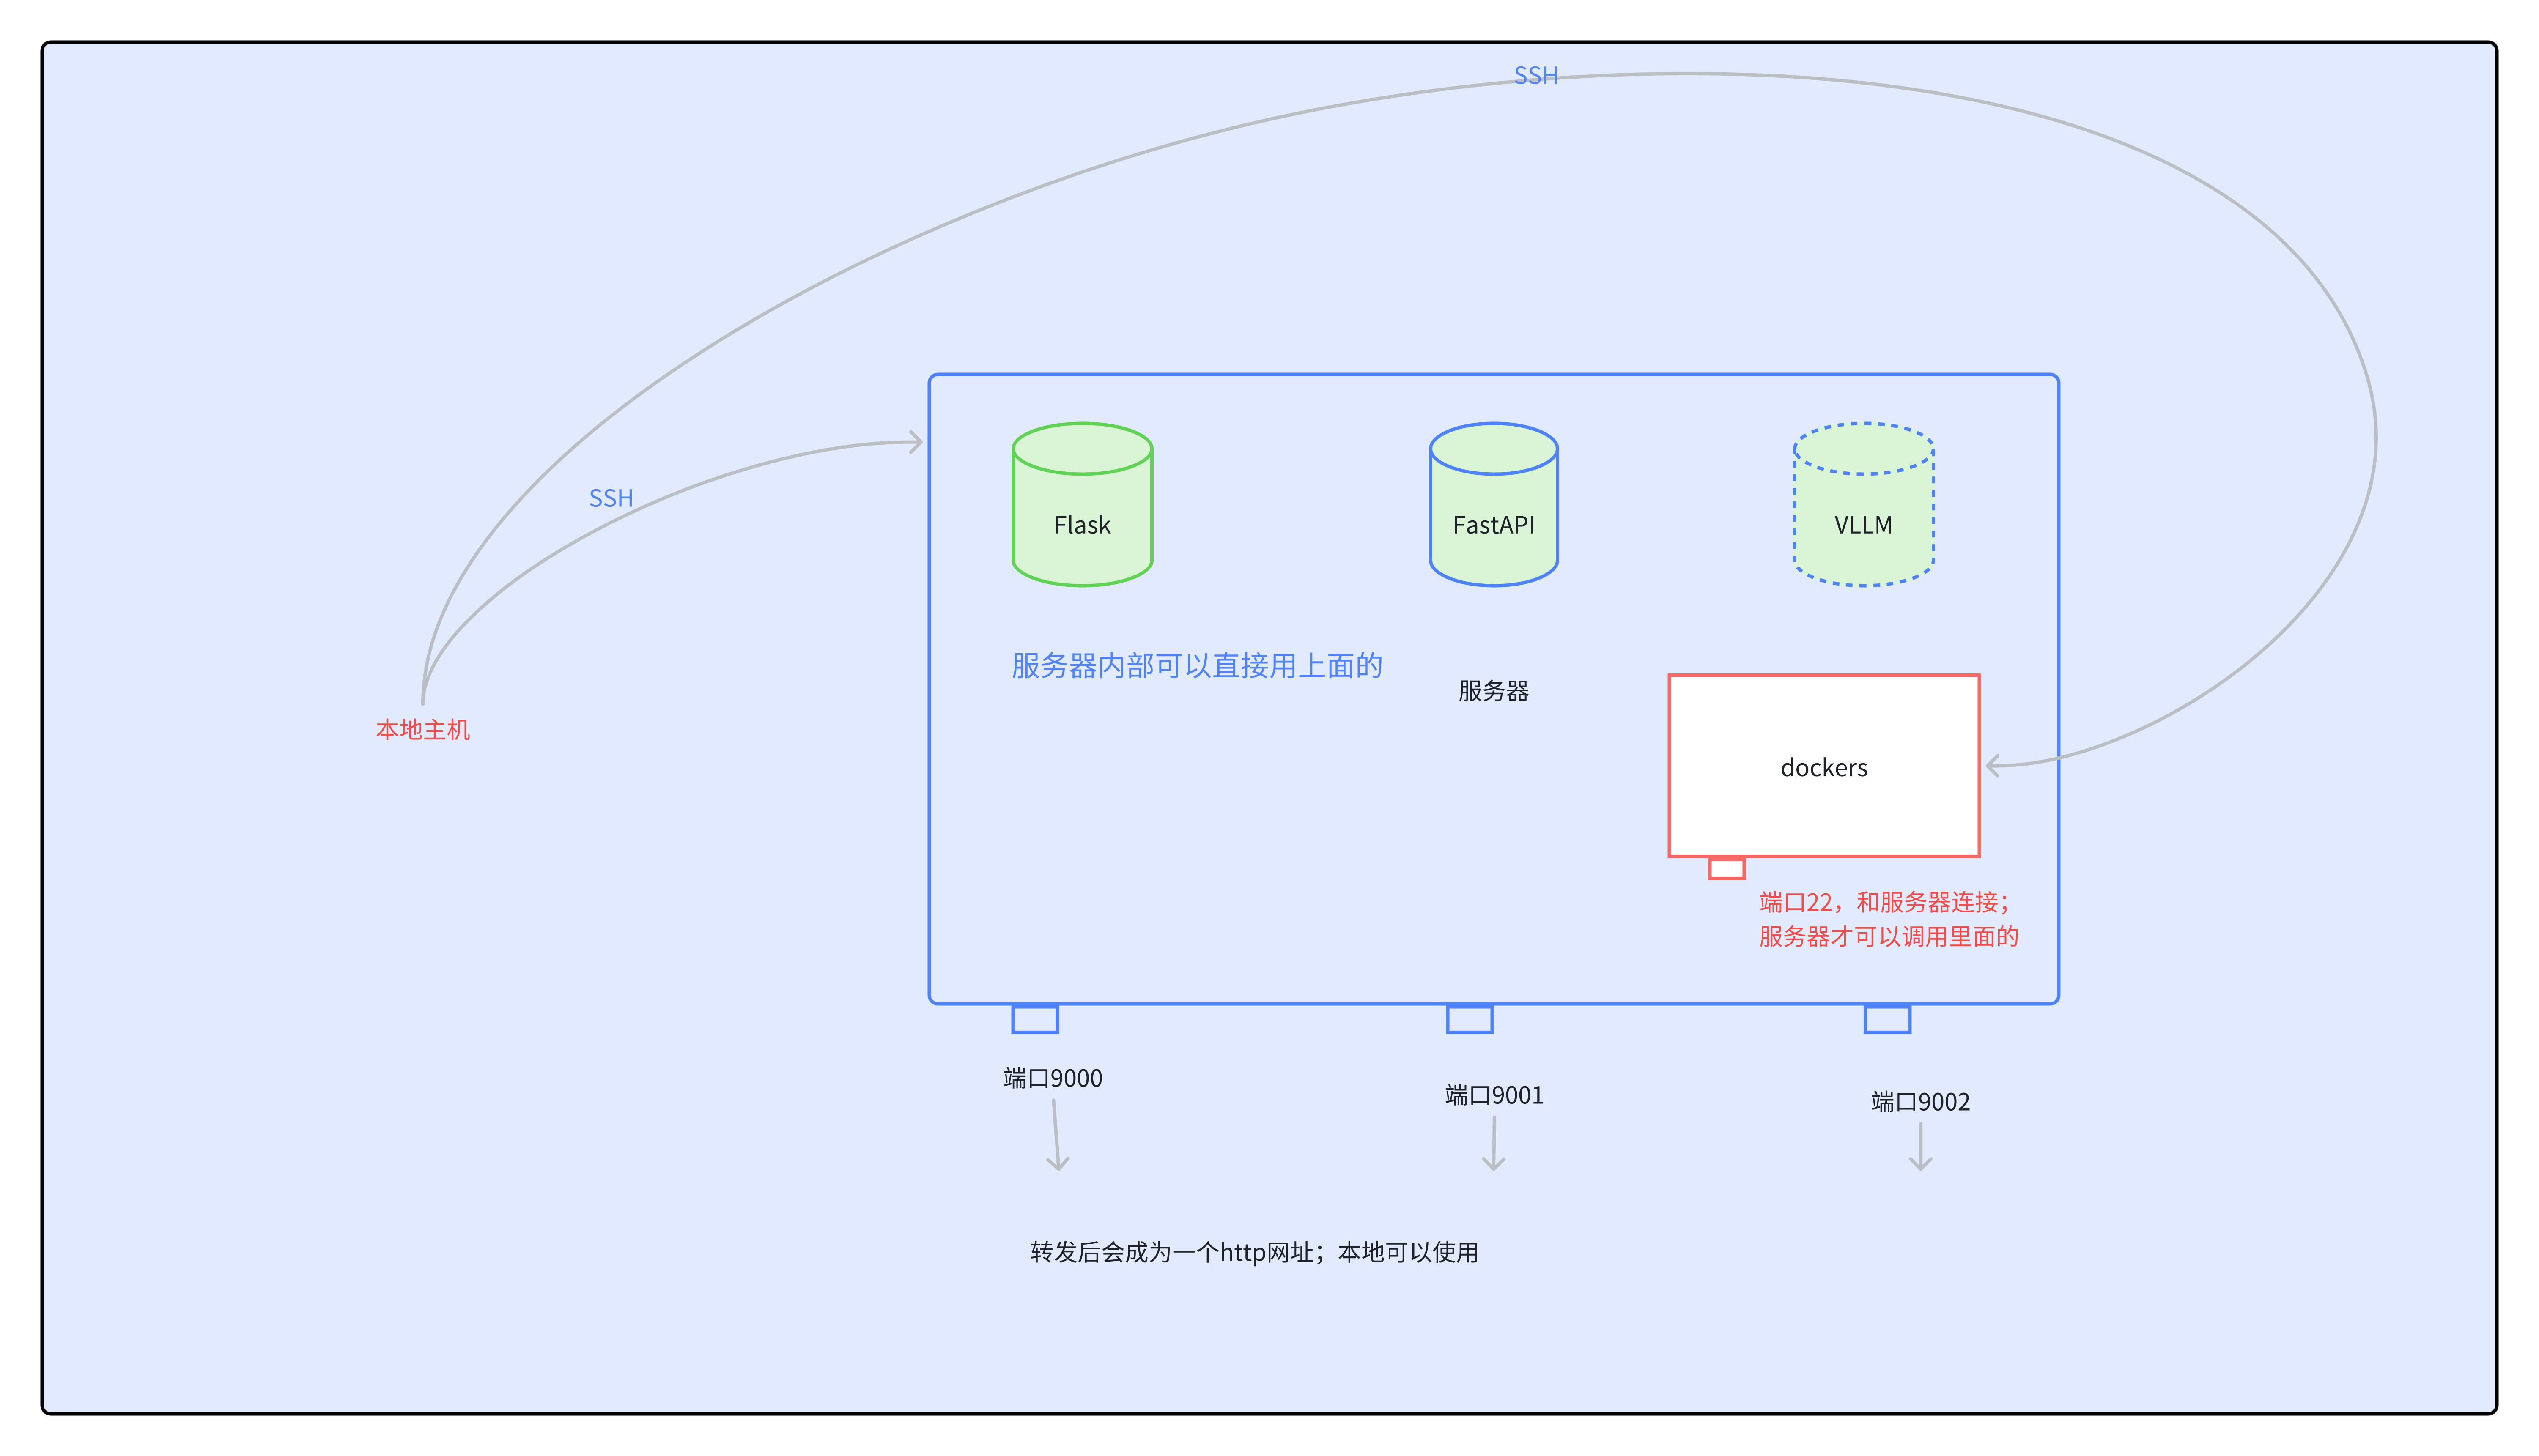 SSH
SSH
Flask
FastAPI
VLLM
服务器内部可以直接用上面的
服务器
本地主机
dockers
端口22，和服务器连接；
服务器才可以调用里面的
端口9000
端口9001
端口9002
转发后会成为一个http网址；本地可以使用